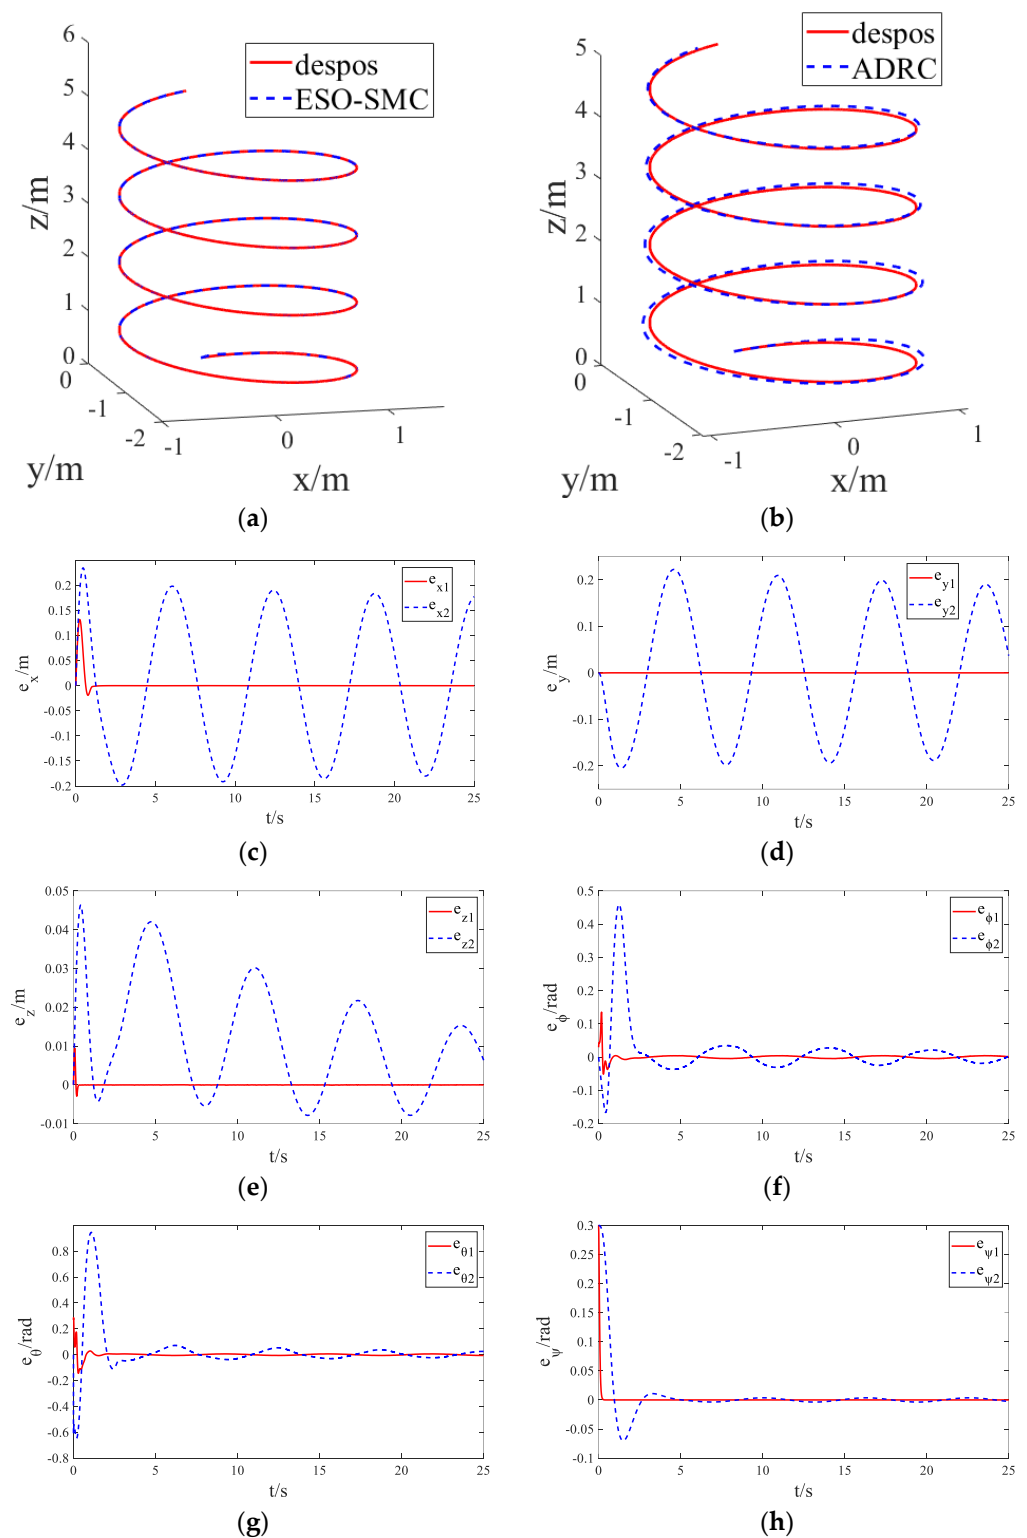 6
5
4
3
2
1
0
z/m
despos
ESO-SMC
0
-1
-2
y/m
-1
0
1
x/m
(a)
5
4
3
2
1
0
z/m
despos
ADRC
0
-1
-2
y/m
-1
0
1
x/m
(b)
0.2
0.15
0.1
0.05
0
-0.05
-0.1
-0.15
-0.2
e_x/m
e_x1
e_x2
0 5 10 15 20 25
t/s
(c)
0.2
0.1
0
-0.1
-0.2
e_y/m
e_y1
e_y2
0 5 10 15 20 25
t/s
(d)
0.05
0.04
0.03
0.02
0.01
0
-0.01
e_z/m
e_z1
e_z2
0 5 10 15 20 25
t/s
(e)
0.5
0.4
0.3
0.2
0.1
0
-0.1
-0.2
e_ϕ/rad
e_ϕ1
e_ϕ2
0 5 10 15 20 25
t/s
(f)
0.8
0.6
0.4
0.2
0
-0.2
-0.4
-0.6
-0.8
e_θ/rad
e_θ1
e_θ2
0 5 10 15 20 25
t/s
(g)
0.3
0.25
0.2
0.15
0.1
0.05
0
-0.05
-0.1
e_ψ/rad
e_ψ1
e_ψ2
0 5 10 15 20 25
t/s
(h)